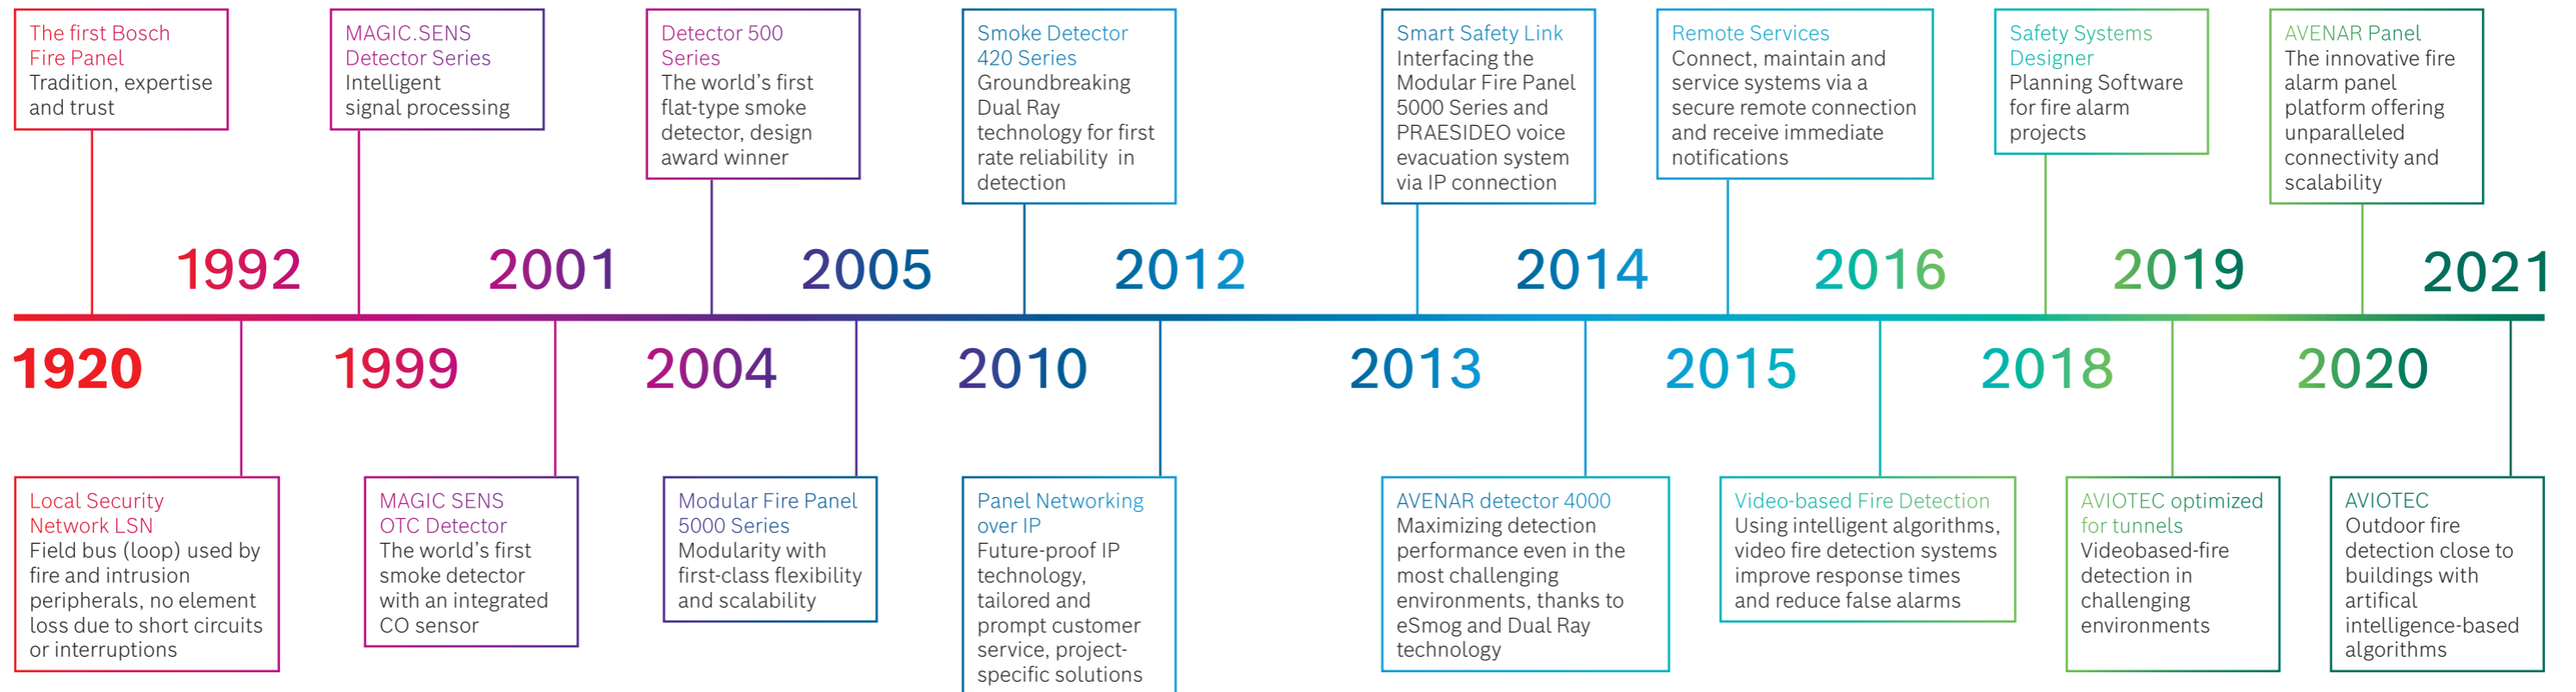 The first Bosch
Fire Panel
Tradition, expertise
and trust
MAGIC.SENS
Detector Series
Intelligent
signal processing
Detector 500
Series
The world’s first
flat-type smoke
detector, design
award winner
Smoke Detector
420 Series
Groundbreaking
Dual Ray
technology for first
rate reliability  in
detection
Smart Safety Link
Interfacing the
Modular Fire Panel
5000 Series and
PRAESIDEO voice
evacuation system
via IP connection
Remote Services
Connect, maintain and
service systems via a
secure remote connection
and receive immediate
notifications
Safety Systems
Designer
Planning Software
for fire alarm
projects
AVENAR Panel
The innovative fire
alarm panel
platform offering
unparalleled
connectivity and
scalability
1992
2001
2005
2012
2014
2016
2019
2021
1920
1999
2004
2010
2013
2015
2018
2020
Local Security
Network LSN
Field bus (loop) used by
fire and intrusion
peripherals, no element
loss due to short circuits
or interruptions
MAGIC SENS
OTC Detector
The world’s first
smoke detector
with an integrated
CO sensor
Modular Fire Panel
5000 Series
Modularity with
first-class flexibility
and scalability
Panel Networking
over IP
Future-proof IP
technology,
tailored and
prompt customer
service, project-
specific solutions
AVENAR detector 4000
Maximizing detection
performance even in the
most challenging
environments, thanks to
eSmog and Dual Ray
technology
Video-based Fire Detection
Using intelligent algorithms,
video fire detection systems
improve response times
and reduce false alarms
AVIOTEC optimized
for tunnels
Videobased-fire
detection in
challenging
environments
AVIOTEC
Outdoor fire
detection close to
buildings with
artifical
intelligence-based
algorithms